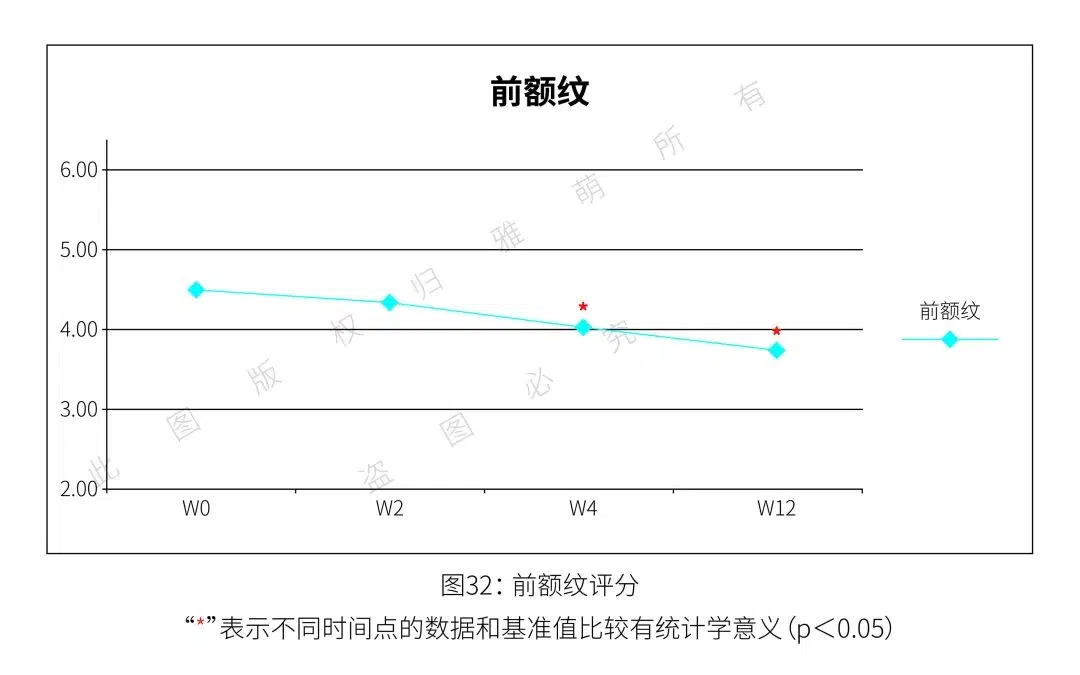 前额纹
6.00
5.00
4.00
3.00
2.00
W0
W2
W4
W12
*
*
前额纹
此图版权归雅萌所有
盗图必究
图32：前额纹评分
“*”表示不同时间点的数据和基准值比较有统计学意义（p＜0.05）